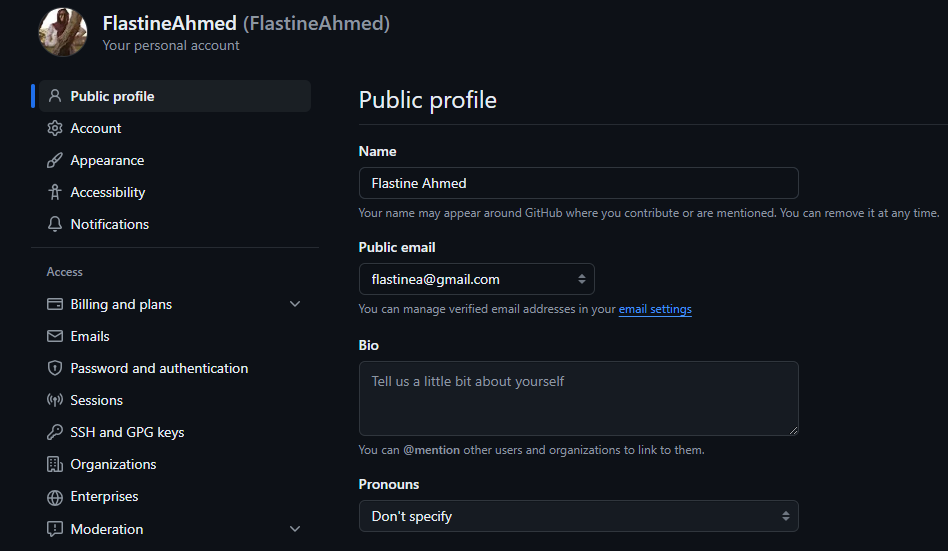 FlastineAhmed (FlastineAhmed)
Your personal account
Public profile
Account
Appearance
Accessibility
Notifications
Access
Billing and plans
Emails
Password and authentication
Sessions
SSH and GPG keys
Organizations
Enterprises
Moderation
Public profile
Name
Flastine Ahmed
Your name may appear around GitHub where you contribute or are mentioned. You can remove it at any time.
Public email
flastinea@gmail.com
You can manage verified email addresses in your email settings
Bio
Tell us a little bit about yourself
You can @mention other users and organizations to link to them.
Pronouns
Don't specify